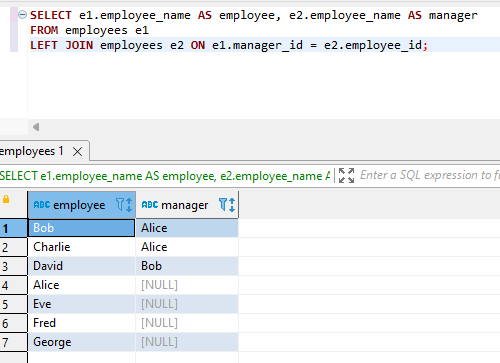 SELECT e1.employee_name AS employee, e2.employee_name AS manager
FROM employees e1
LEFT JOIN employees e2 ON e1.manager_id = e2.employee_id;
employees 1
SELECT e1.employee_name AS employee, e2.employee_name A
Enter a SQL expression to f
ABC employee ABC manager
1 Bob Alice
2 Charlie Alice
3 David Bob
4 Alice [NULL]
5 Eve [NULL]
6 Fred [NULL]
7 George [NULL]